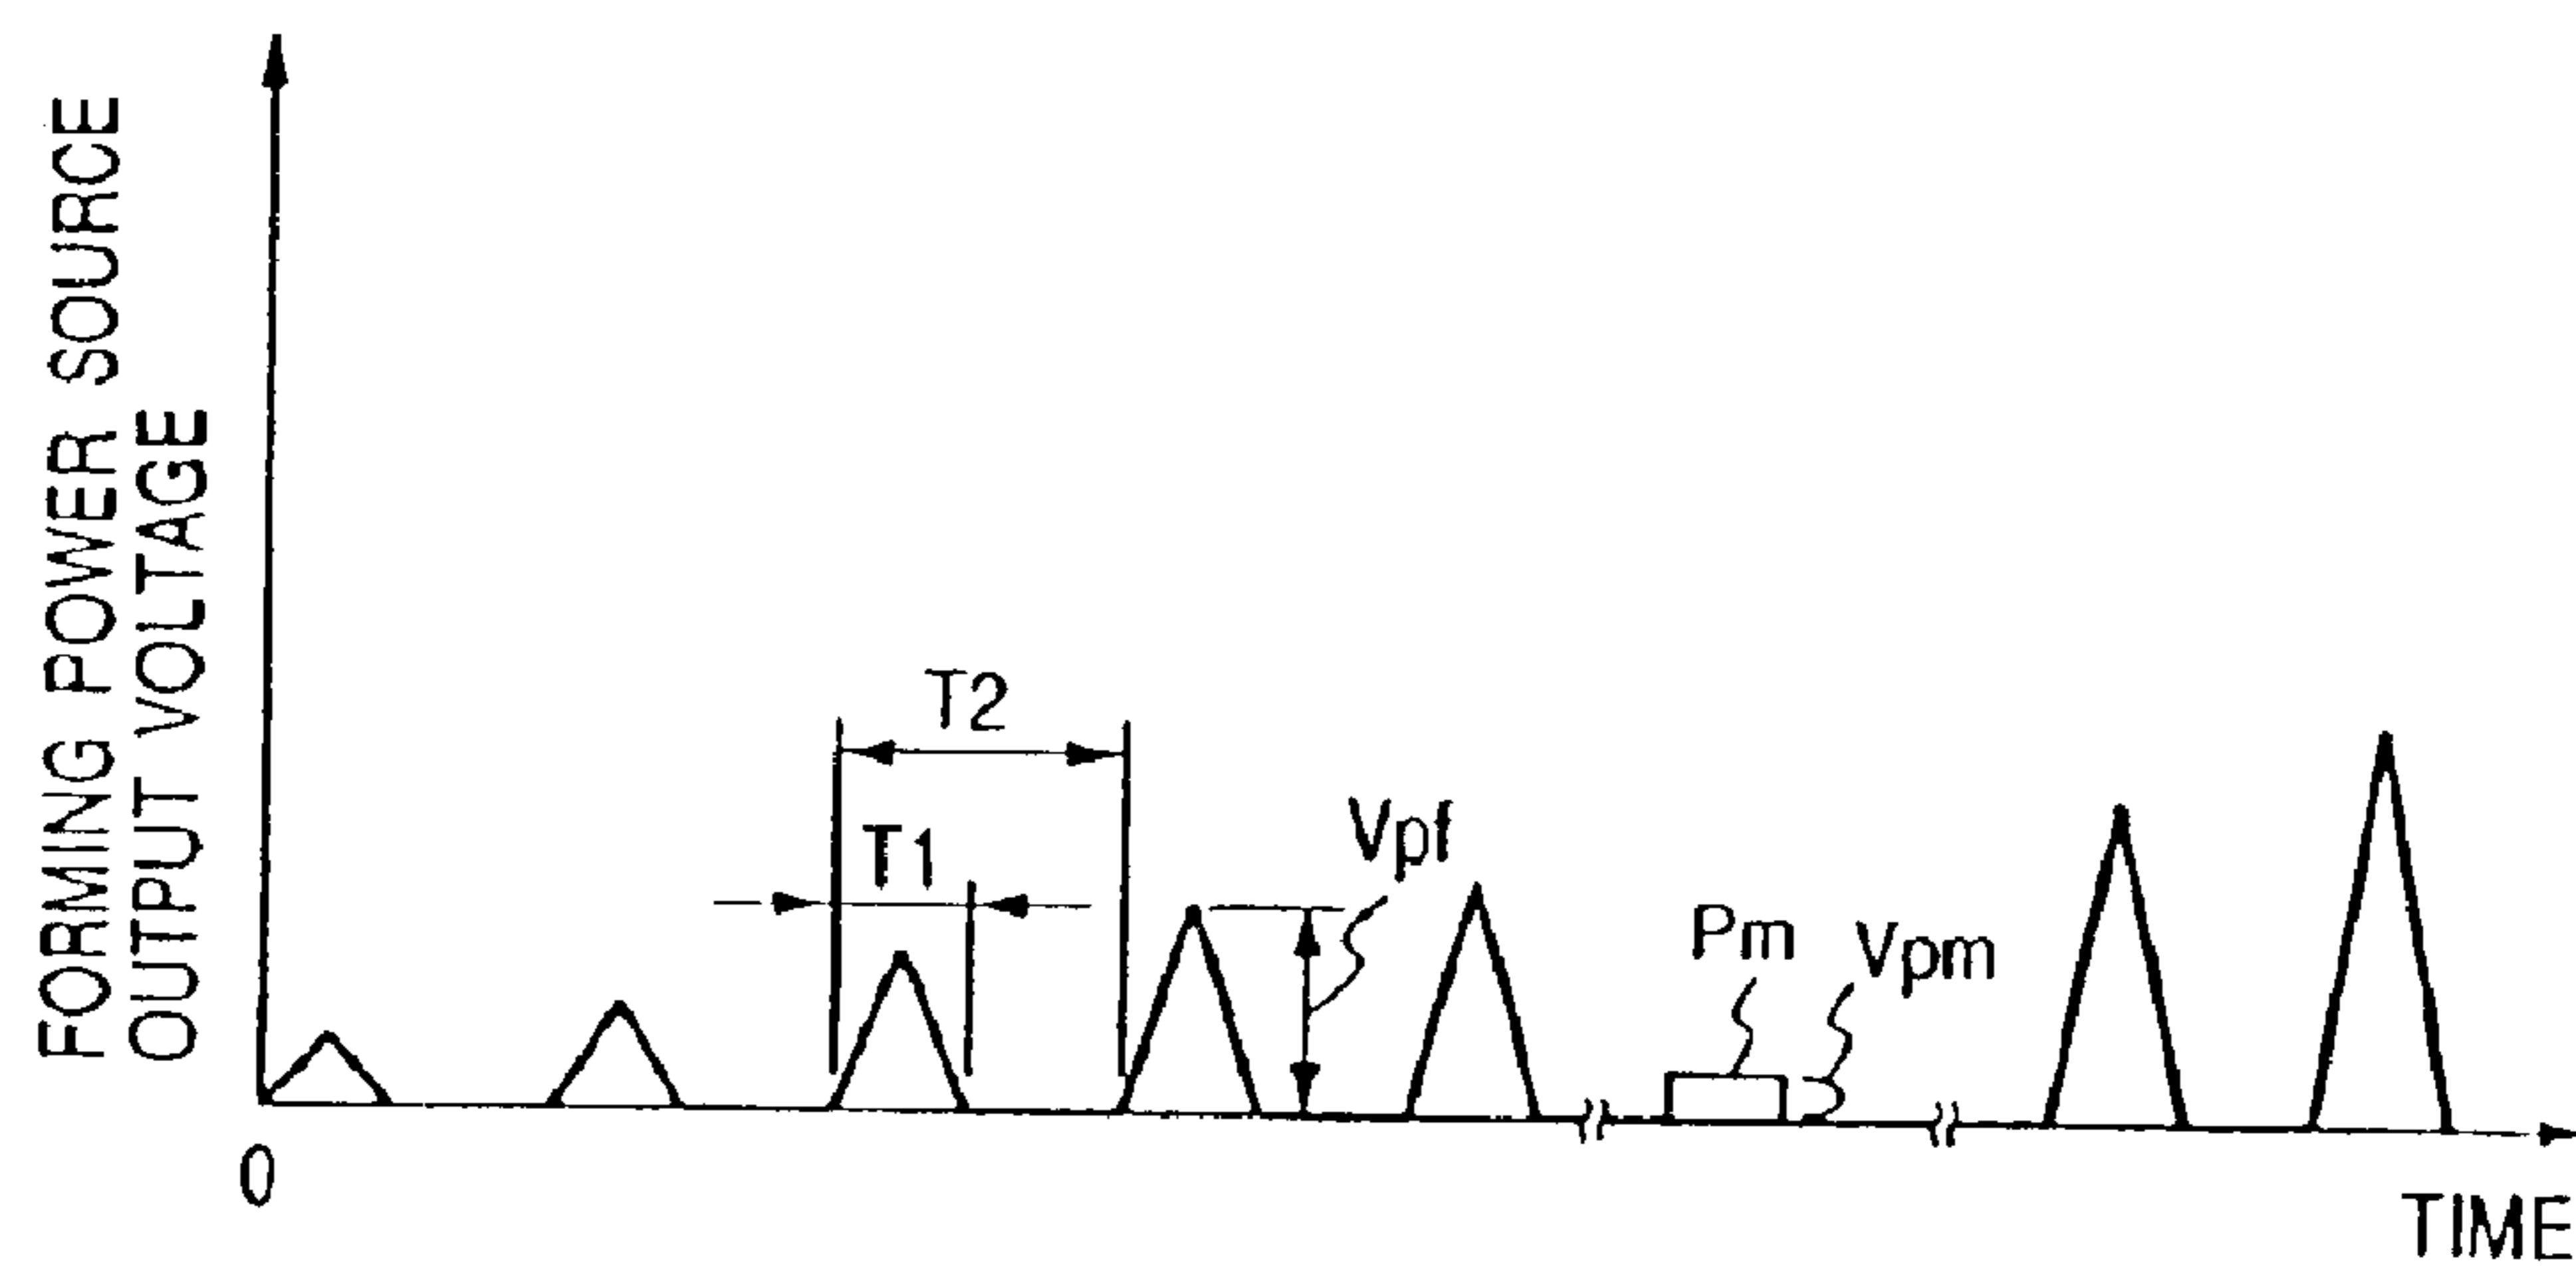 FORMING POWER SOURCE
OUTPUT VOLTAGE
T2
T1
Vpf
Pm
Vpm
0
TIME